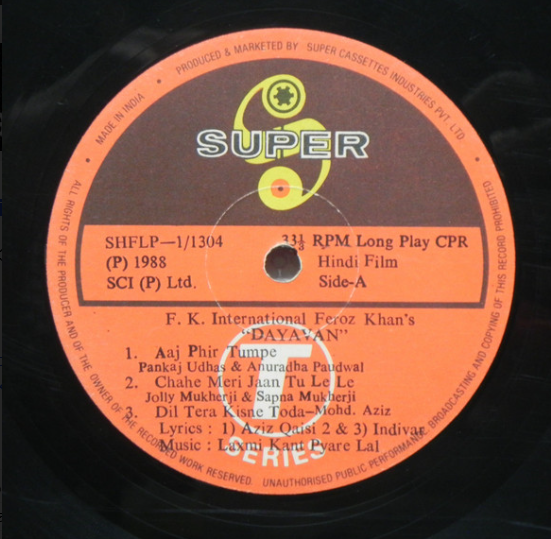 MADE IN INDIA • PRODUCED & MARKETED BY SUPER CASSETTES INDUSTRIES PVT. LTD. •
SUPER
SHFLP—1/1304
33⅓ RPM Long Play CPR
(P) 1988
Hindi Film
SCI (P) Ltd.
Side-A
F. K. International Feroz Khan's
"DAYAVAN"
1. Aaj Phir Tumpe
Pankaj Udhas & Anuradha Paudwal
2. Chahe Meri Jaan Tu Le Le
Jolly Mukherji & Sapna Mukherji
3. Dil Tera Kisne Toda-Mohd. Aziz
Lyrics : 1) Aziz Qaisi 2 & 3) Indivar
Music : Laxmi Kant Pyare Lal
T
SERIES
ALL RIGHTS OF THE PRODUCER AND OF THE OWNER OF THE RECORDED WORK RESERVED. UNAUTHORISED PUBLIC PERFORMANCE, BROADCASTING AND COPYING OF THIS RECORD PROHIBITED